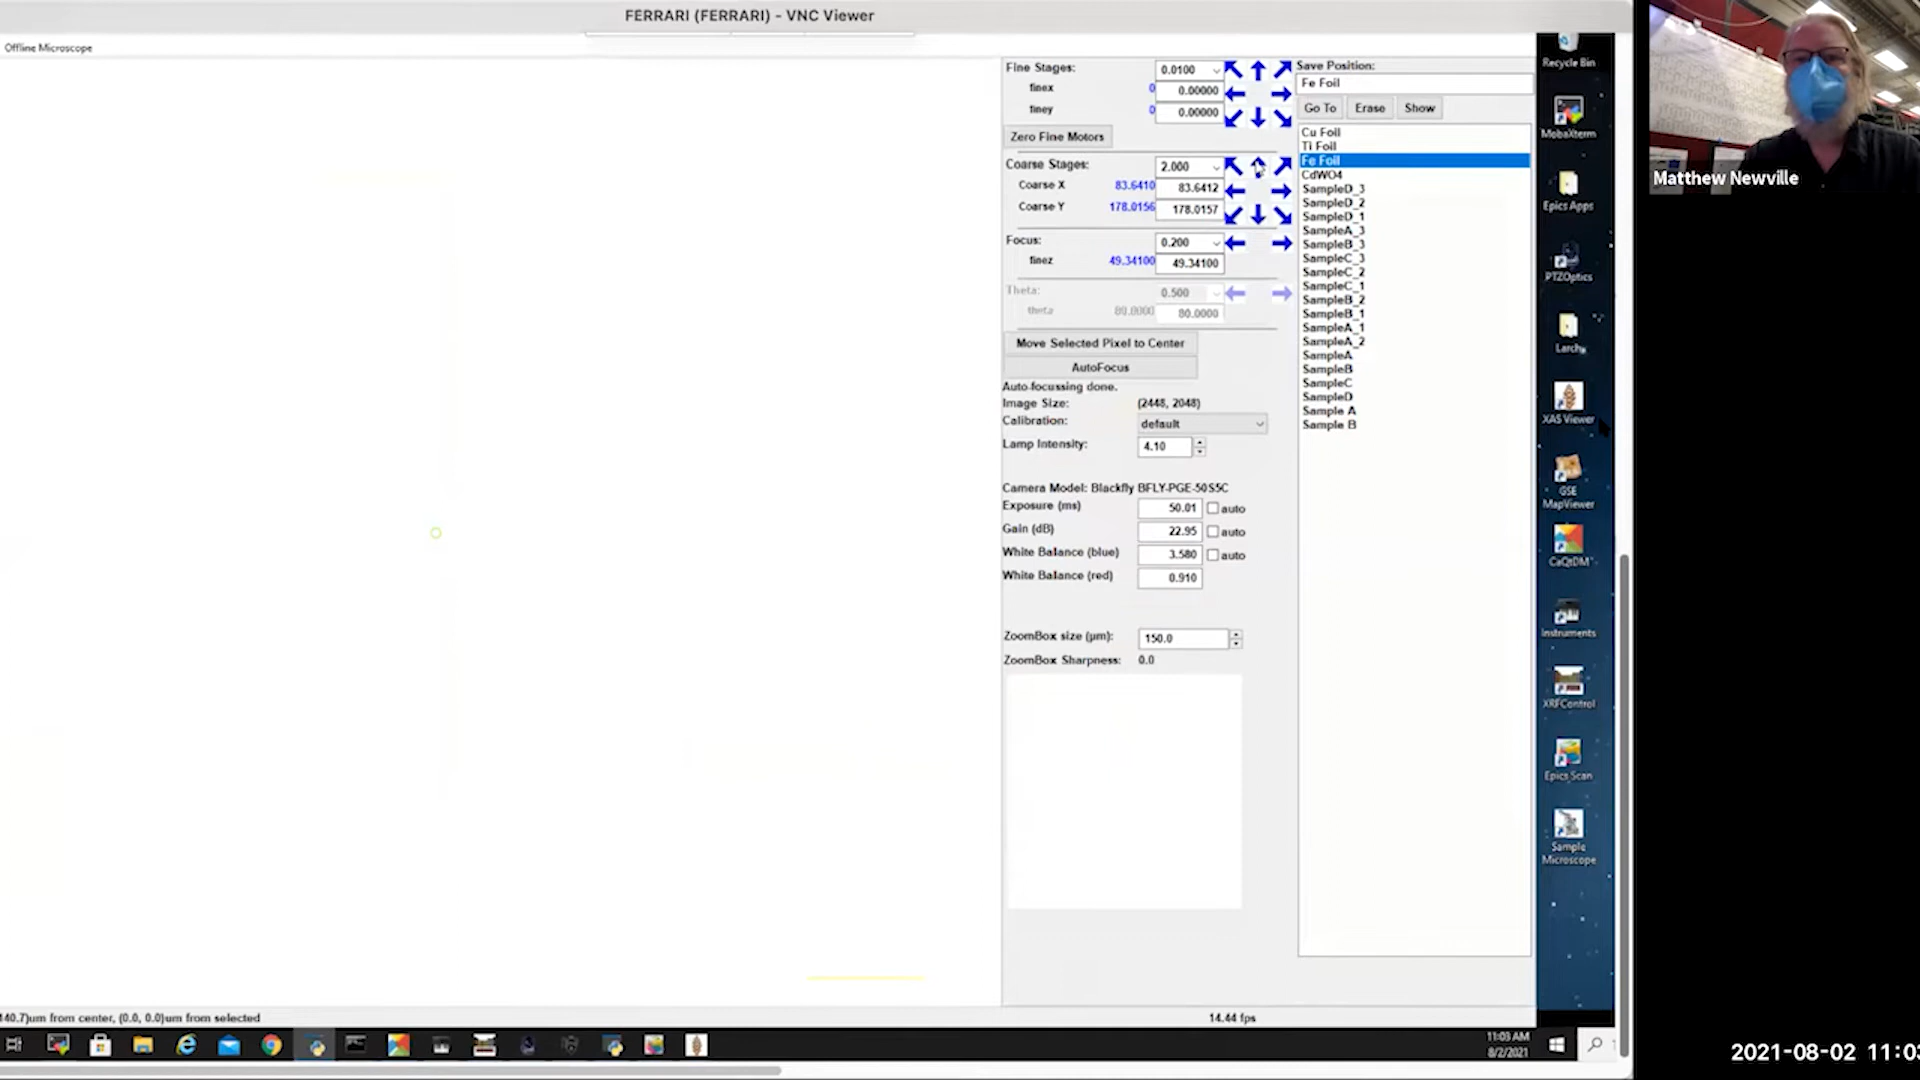 FERRARI (FERRARI) - VNC Viewer
Offline Microscope
Fine Stages:
0.0100
finex
0
0.00000
finey
0
0.00000
Zero Fine Motors
Coarse Stages:
2.000
Coarse X
83.6410
83.6412
Coarse Y
178.0156
178.0157
Focus:
0.200
finez
49.34100
49.34100
Theta:
0.500
theta
80.0000
80.0000
Move Selected Pixel to Center
AutoFocus
Auto-focussing done.
Image Size:
(2448, 2048)
Calibration:
default
Lamp Intensity:
4.10
Camera Model: Blackfly BFLY-PGE-50S5C
Exposure (ms)
50.01
auto
Gain (dB)
22.95
auto
White Balance (blue)
3.580
auto
White Balance (red)
0.910
ZoomBox size (µm):
150.0
ZoomBox Sharpness:
0.0
Save Position:
Fe Foil
Go To
Erase
Show
Cu Foil
Ti Foil
Fe Foil
CdWO4
SampleD_3
SampleD_2
SampleD_1
SampleA_3
SampleB_3
SampleC_3
SampleC_2
SampleC_1
SampleB_2
SampleB_1
SampleA_1
SampleA_2
SampleA
SampleB
SampleC
SampleD
Sample A
Sample B
Recycle Bin
MobaXterm
Epics Apps
PTZOptics
Larch
XAS Viewer
GSE
MapViewer
CaQtDM
Instruments
XRFControl
Epics Scan
Sample
Microscope
Matthew Newville
40.7)um from center, (0.0, 0.0)um from selected
14.44 fps
11:03 AM
8/2/2021
2021-08-02 11:03